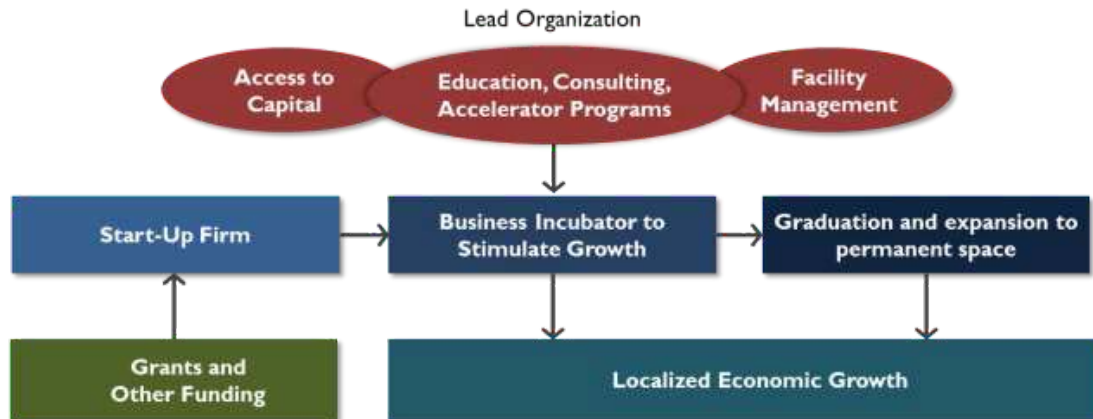 Lead Organization
Access to
Capital
Education, Consulting,
Accelerator Programs
Facility
Management
Start-Up Firm
Business Incubator to
Stimulate Growth
Graduation and expansion to
permanent space
Grants and
Other Funding
Localized Economic Growth